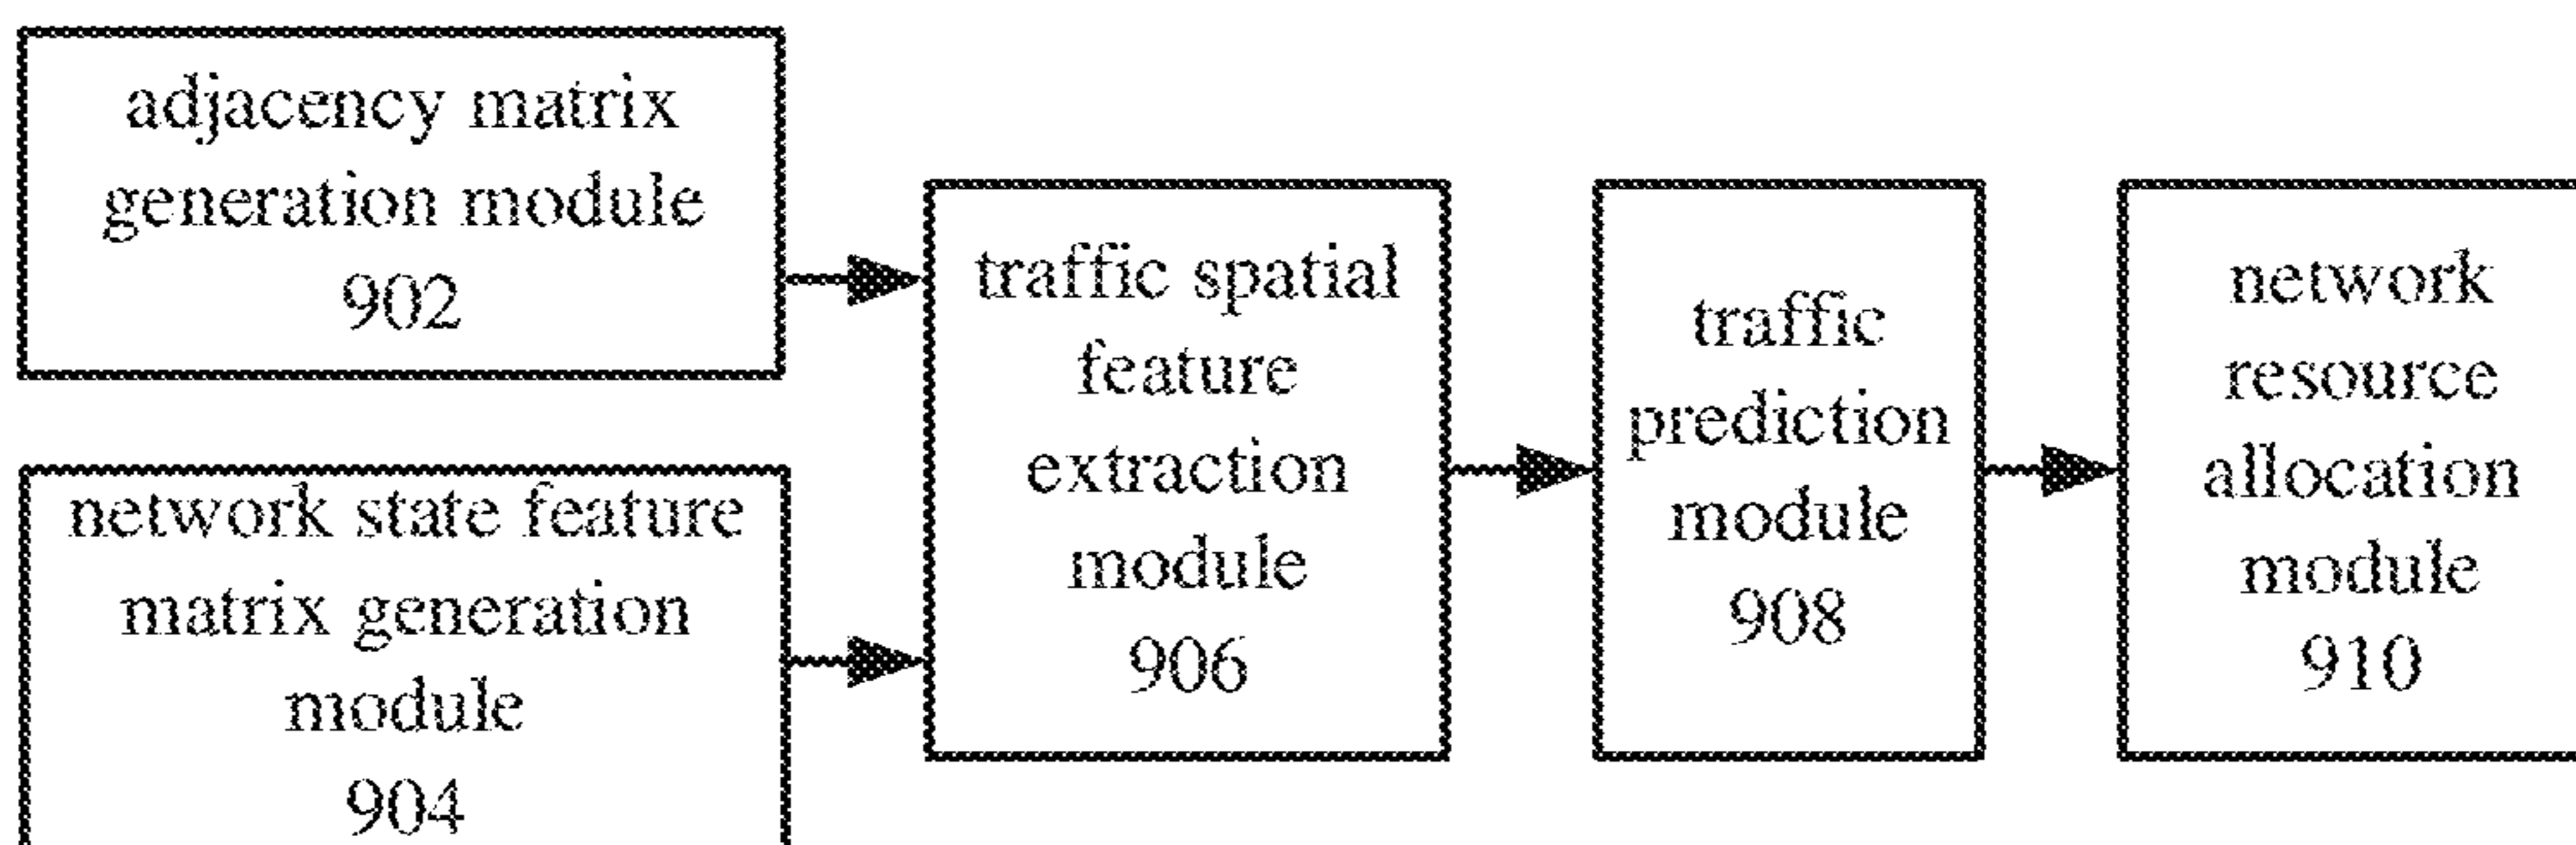 adjacency matrix
generation module
902
network state feature
matrix generation
module
904
traffic spatial
feature
extraction
module
906
traffic
prediction
module
908
network
resource
allocation
module
910